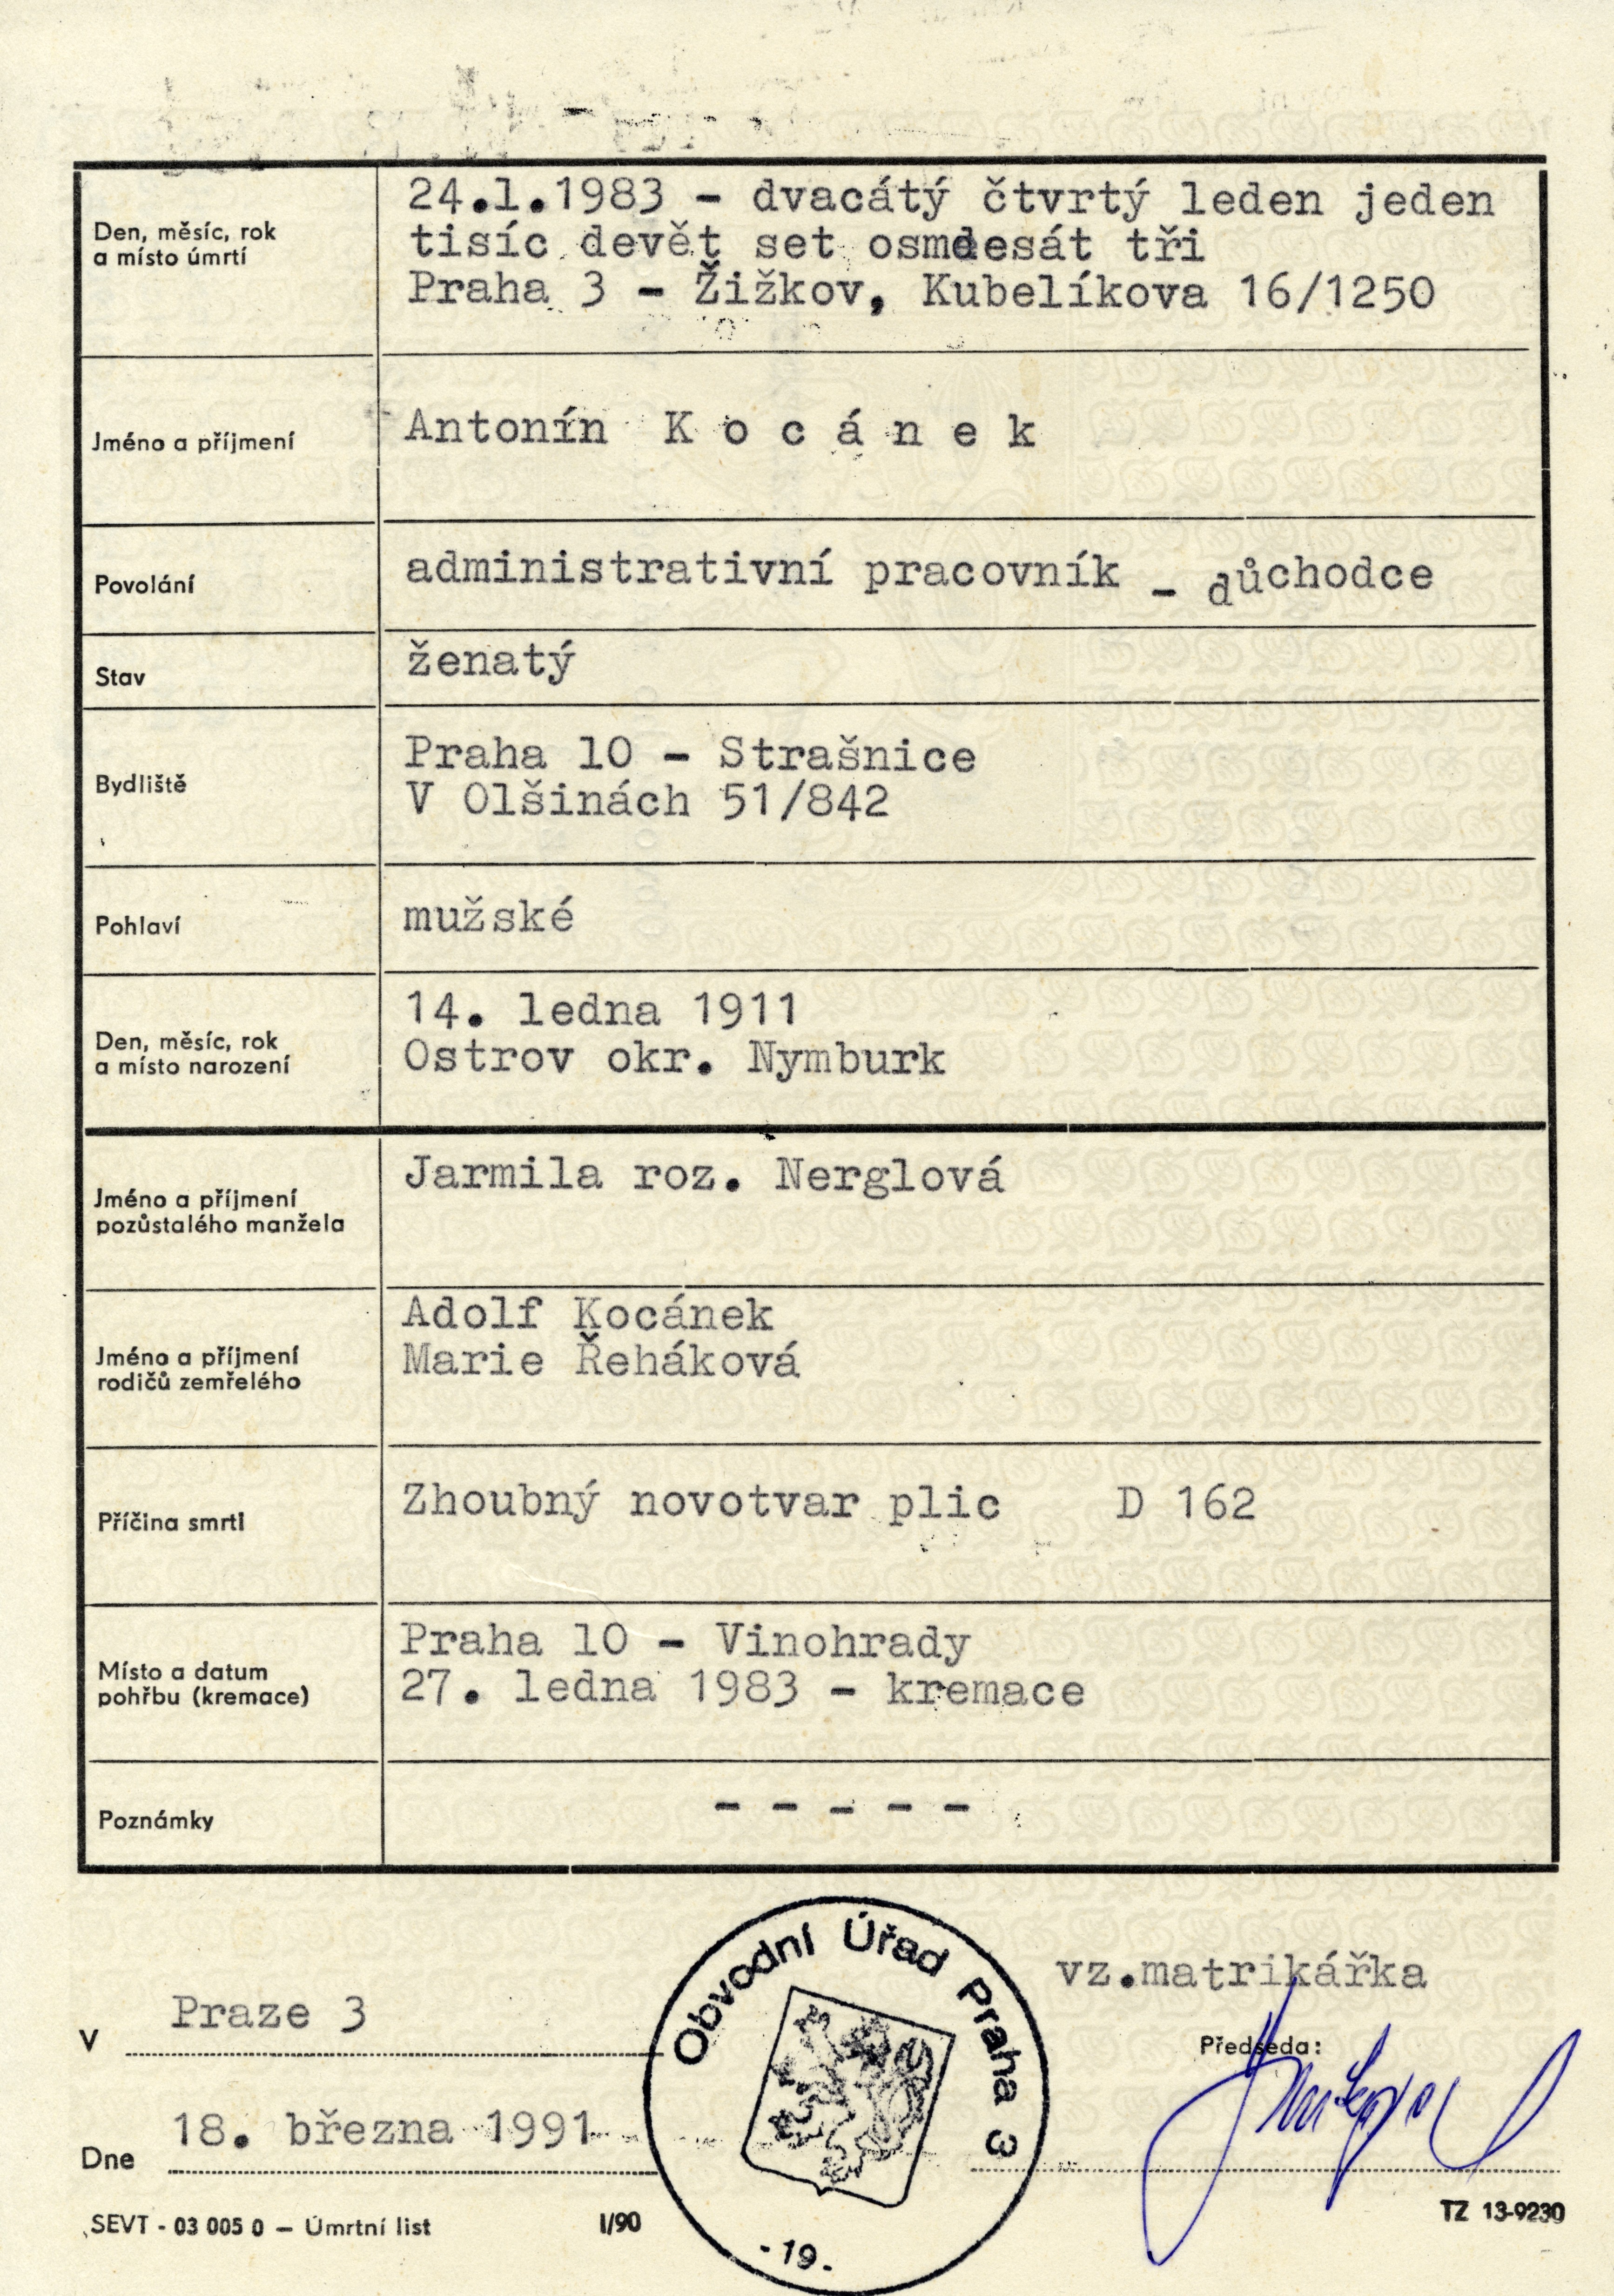 Den, měsíc, rok
a místo úmrtí
24.1.1983 - dvacátý čtvrtý leden jeden
tisíc devět set osmdesát tři
Praha 3 - Žižkov, Kubelíkova 16/1250
Jméno a příjmení
Antonín K o c á n e k
Povolání
administrativní pracovník - důchodce
Stav
ženatý
Bydliště
Praha 10 - Strašnice
V Olšinách 51/842
Pohlaví
mužské
Den, měsíc, rok
a místo narození
14. ledna 1911
Ostrov okr. Nymburk
Jméno a příjmení
pozůstalého manžela
Jarmila roz. Nerglová
Jméno a příjmení
rodičů zemřelého
Adolf Kocánek
Marie Řeháková
Příčina smrti
Zhoubný novotvar plic D 162
Místo a datum
pohřbu (kremace)
Praha 10 - Vinohrady
27. ledna 1983 - kremace
Poznámky
- - - - -
V Praze 3
Dne 18. března 1991
Obvodní Úřad Praha 3
- 19 -
vz.matrikářka
Předseda:
SEVT - 03 005 0 — Úmrtní list
I/90
TZ 13-9230